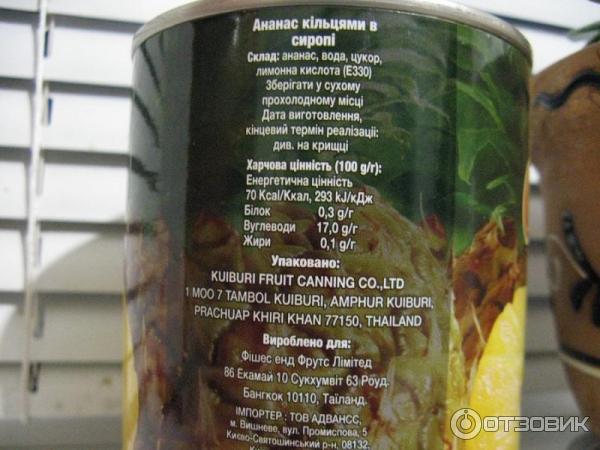 Ананас кільцями в
сиропі
Склад: ананас, вода, цукор,
лимонна кислота (Е330)
Зберігати у сухому
прохолодному місці
Дата виготовлення,
кінцевий термін реалізації:
див. на крищці
Харчова цінність (100 g/г):
Енергетична цінність
70 Kcal/Ккал, 293 kJ/кДж
Білок 0,3 g/г
Вуглеводи 17,0 g/г
Жири 0,1 g/г
Упаковано:
KUIBURI FRUIT CANNING CO.,LTD
1 MOO 7 TAMBOL KUIBURI, AMPHUR KUIBURI,
PRACHUAP KHIRI KHAN 77150, THAILAND
Вироблено для:
Фішес енд Фрутс Лімітед
86 Екамай 10 Сукхумвіт 63 Роуд.
Бангкок 10110, Таїланд.
ІМПОРТЕР : ТОВ АДВАНСС,
м. Вишневе, вул. Промислова, 5
Києво-Святошинський р-н, 08132,
ОТЗОВИК